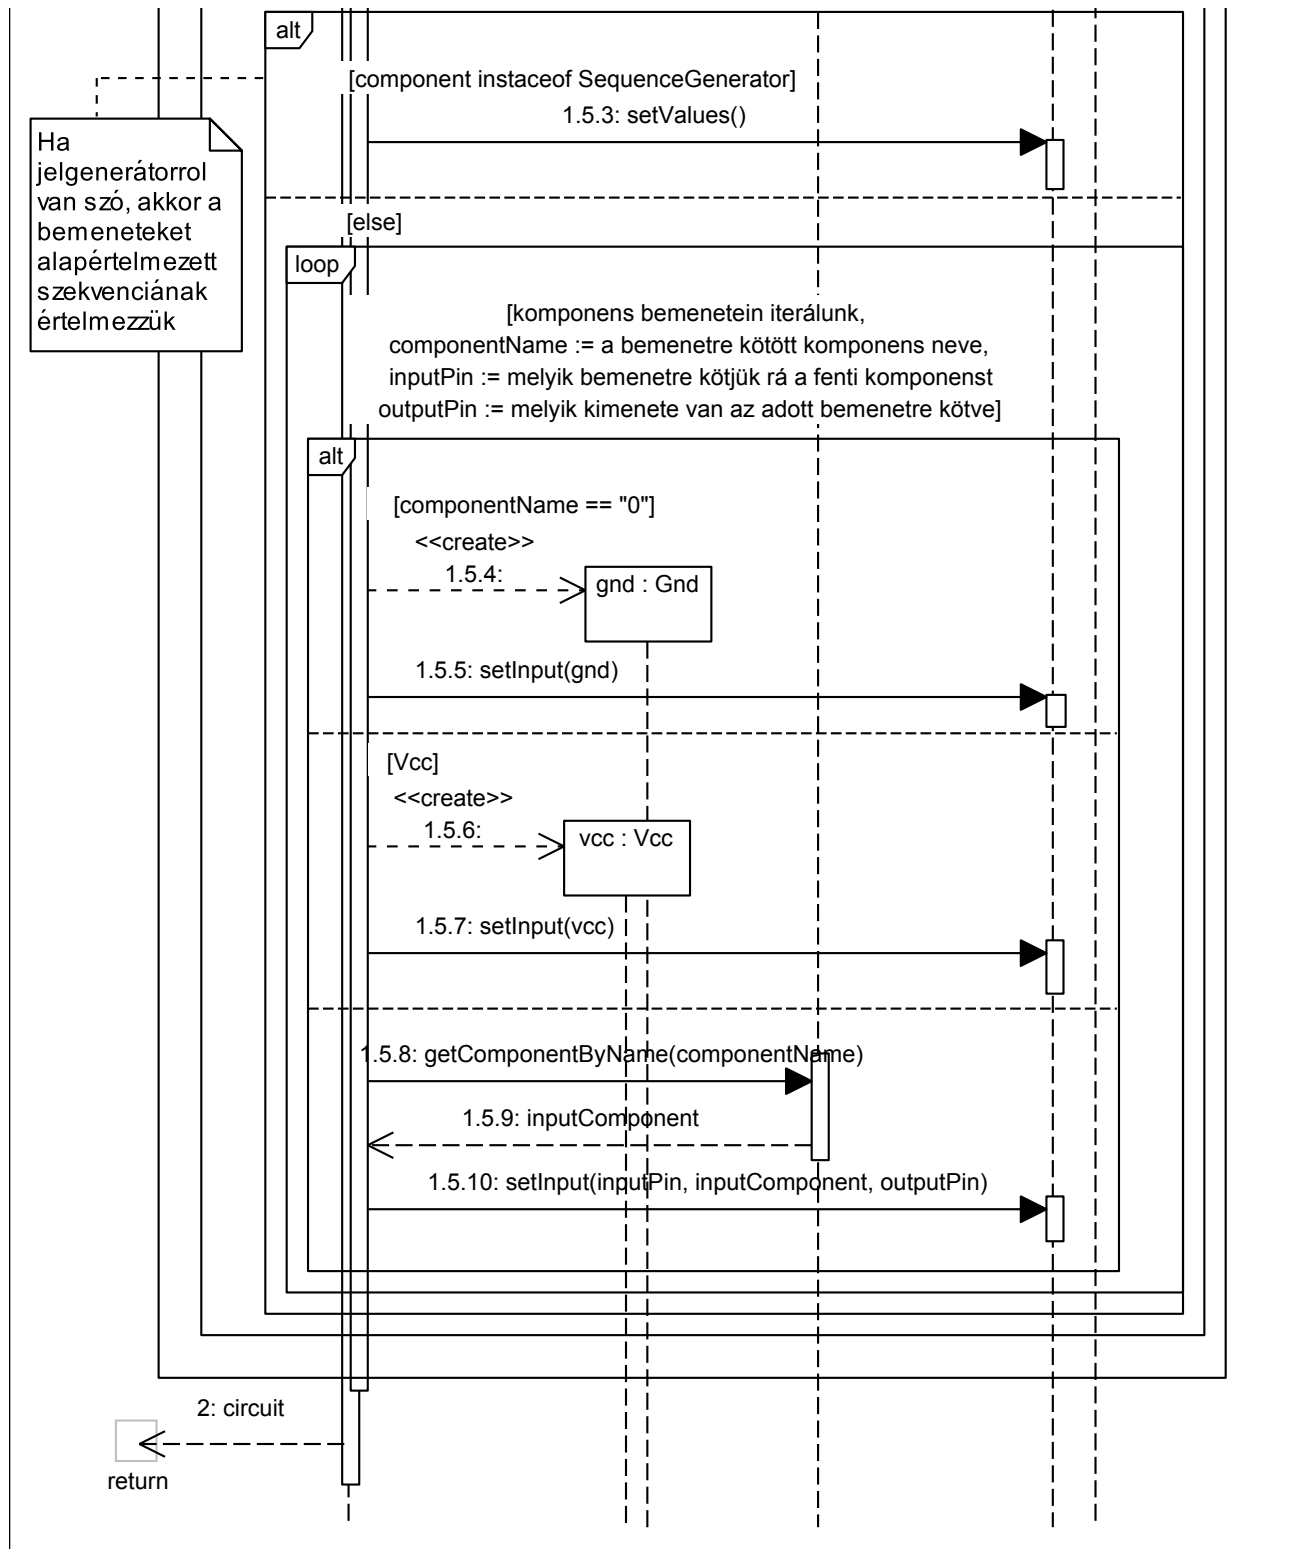 alt
[component instaceof SequenceGenerator]
1.5.3: setValues()
Ha
jelgenerátorrol
van szó, akkor a
bemeneteket
alapértelmezett
szekvenciának
értelmezzük
[else]
loop
[komponens bemenetein iterálunk,
componentName := a bemenetre kötött komponens neve,
inputPin := melyik bemenetre kötjük rá a fenti komponenst
outputPin := melyik kimenete van az adott bemenetre kötve]
alt
[componentName == "0"]
<<create>>
1.5.4:
gnd : Gnd
1.5.5: setInput(gnd)
[Vcc]
<<create>>
1.5.6:
vcc : Vcc
1.5.7: setInput(vcc)
1.5.8: getComponentByName(componentName)
1.5.9: inputComponent
1.5.10: setInput(inputPin, inputComponent, outputPin)
2: circuit
return